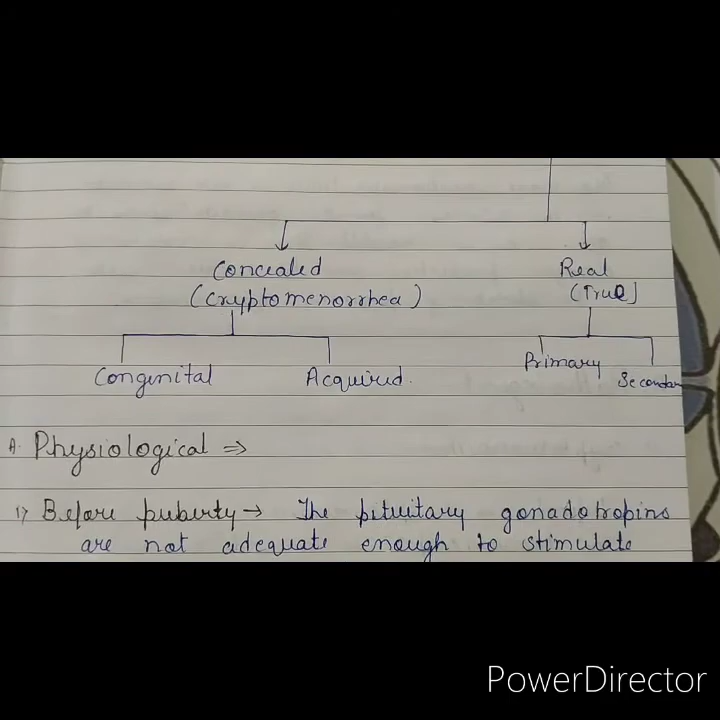 Concealed Real
(Cryptomenorrhea) (True)
Congenital Acquired. Primary Secondary
A. Physiological ⇒
1) Before puberty → The pituitary gonadotropins
are not adequate enough to stimulate
PowerDirector